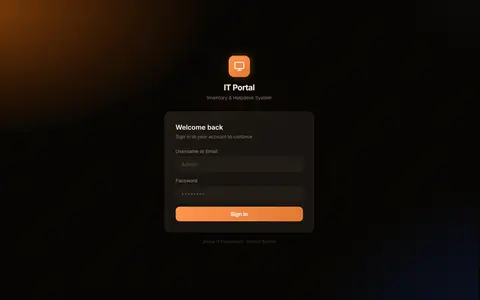 IT Portal
Inventory & Helpdesk System
Welcome back
Sign in to your account to continue
Username or Email
Admin
Password
••••••••
Sign in